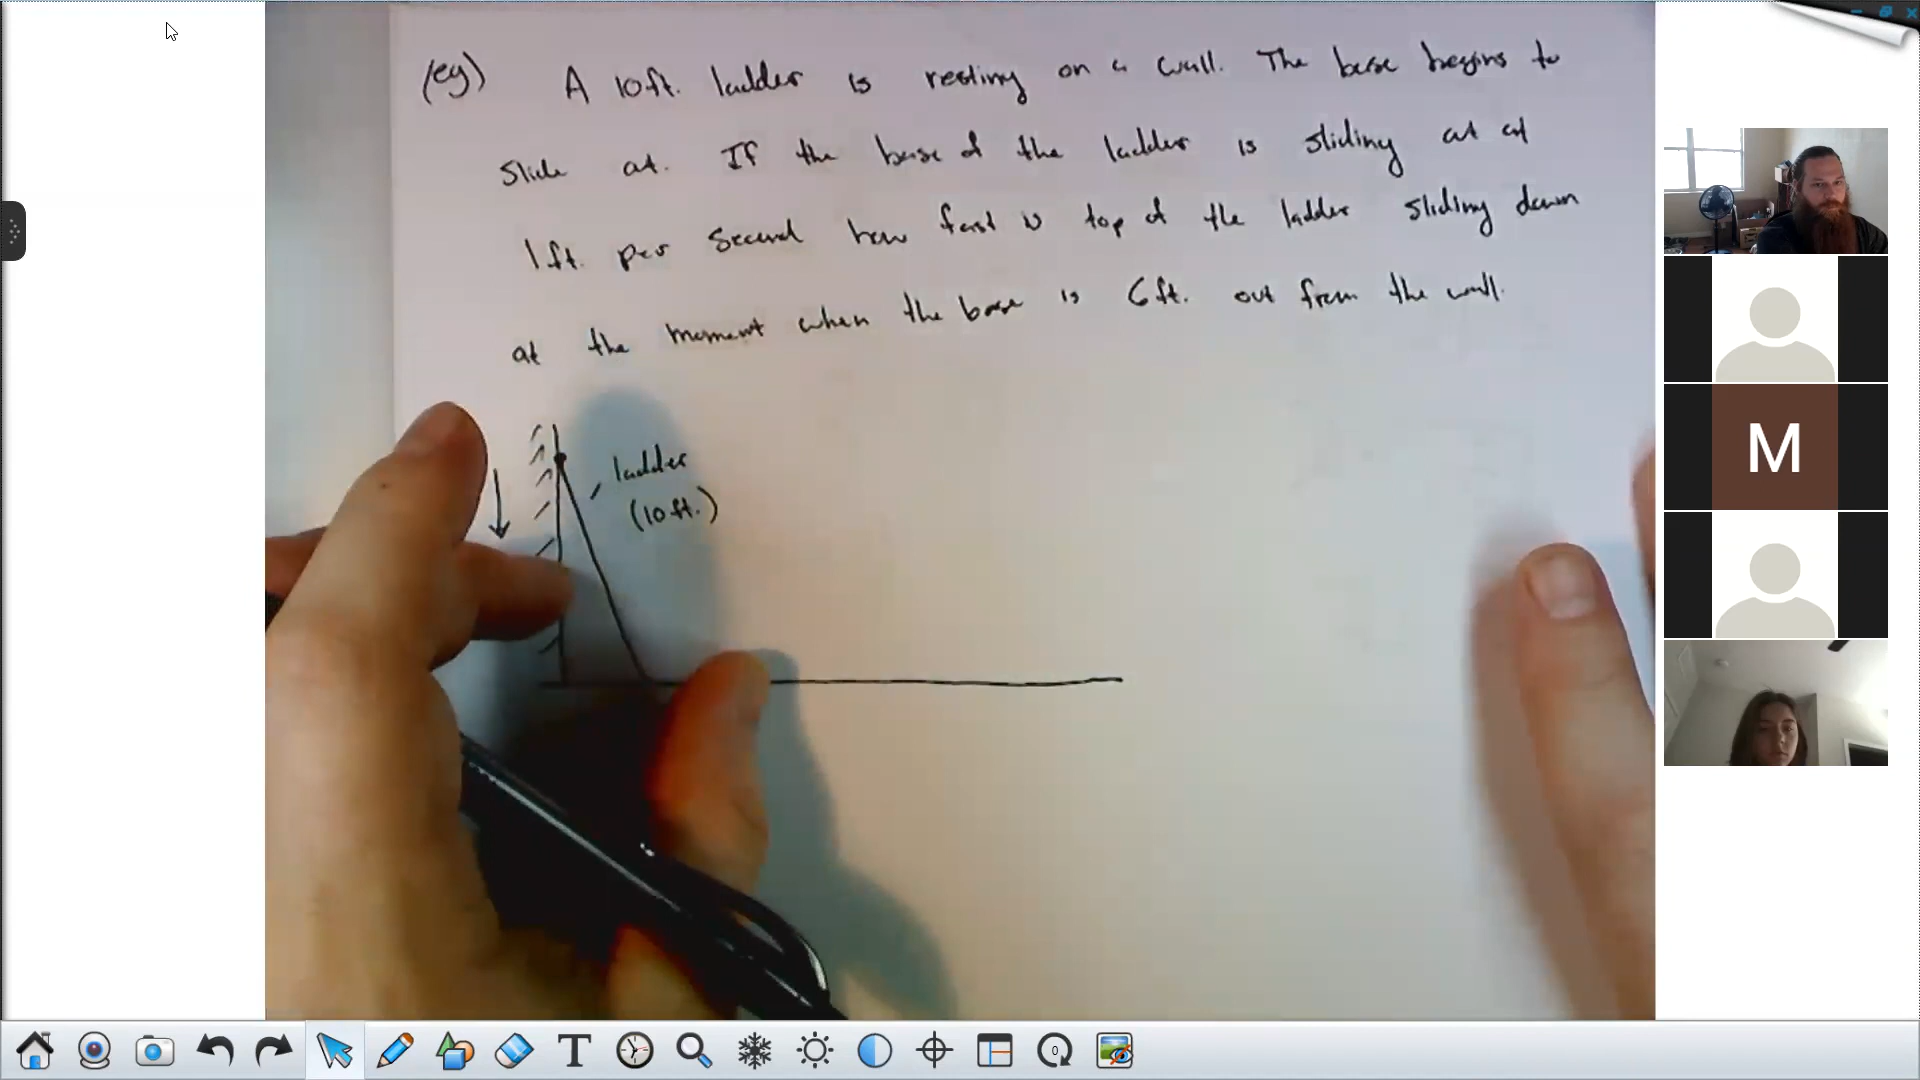 (eg) A 10ft. ladder is resting on a wall. The base begins to
slide out. If the base of the ladder is sliding out at
1ft. per second how fast is top of the ladder sliding down
at the moment when the base is 6ft. out from the wall.
ladder
(10ft.)
M
T
0